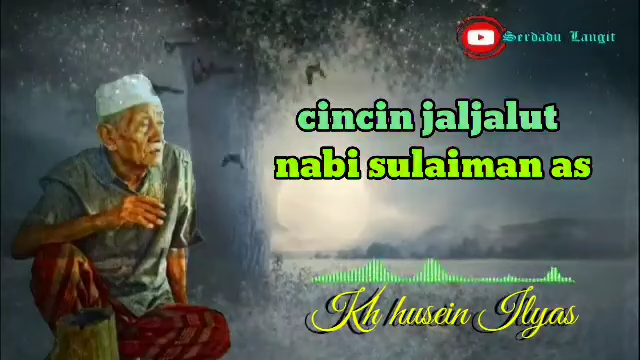 Serdadu Langit
cincin jaljalut
nabi sulaiman as
Kh husein Ilyas